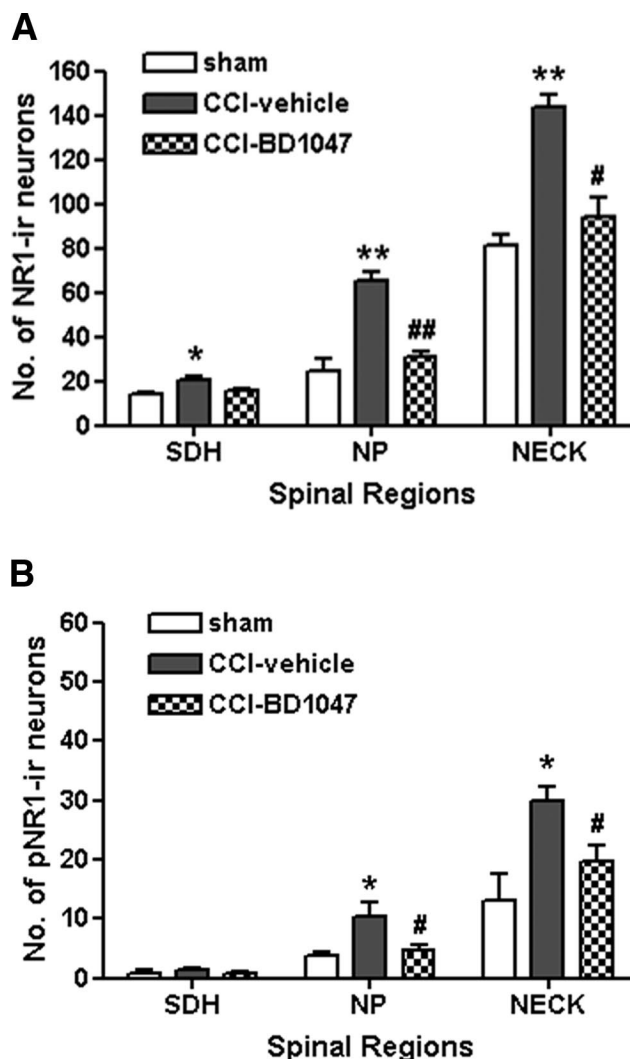 A
sham
CCI-vehicle
CCI-BD1047
No. of NR1-ir neurons
160
140
120
100
80
60
40
20
0
*
**
##
**
#
SDH NP NECK
Spinal Regions
B
sham
CCI-vehicle
CCI-BD1047
No. of pNR1-ir neurons
60
50
40
30
20
10
0
*
#
*
#
SDH NP NECK
Spinal Regions